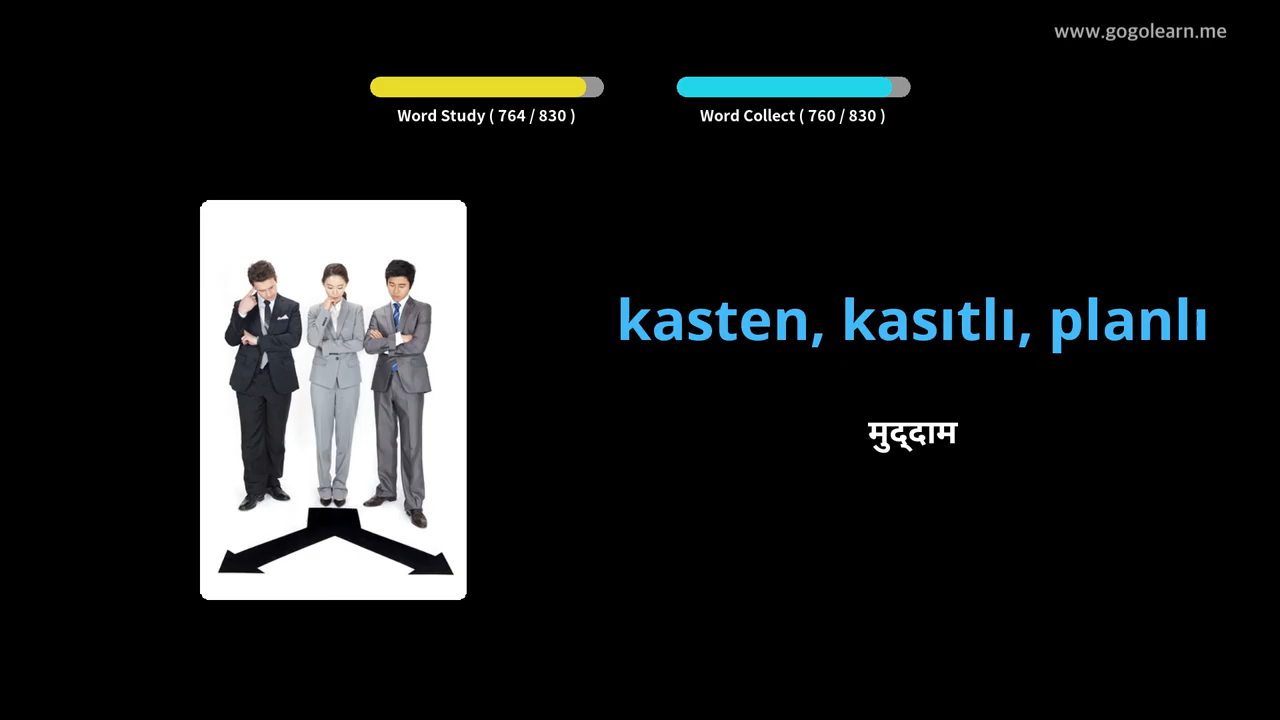 www.gogolearn.me
Word Study ( 764 / 830 )
Word Collect ( 760 / 830 )
kasten, kasıtlı, planlı
मुद्दाम